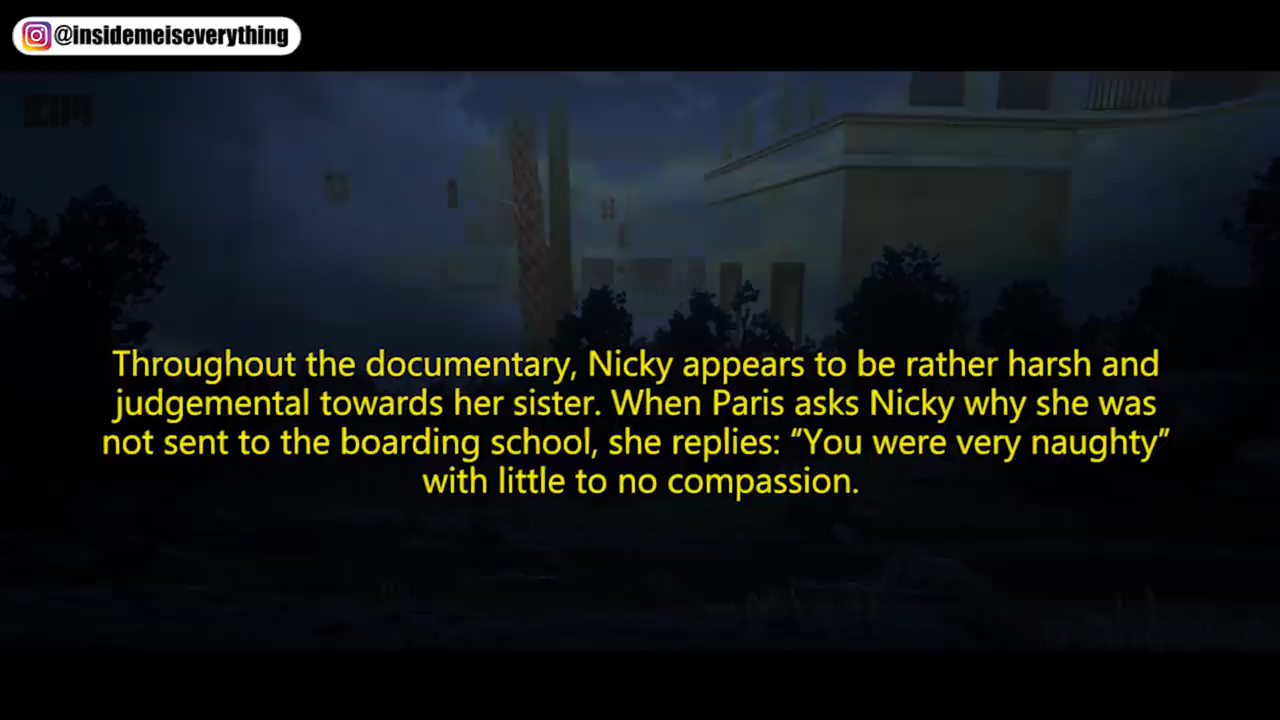 @insidemeiseverything
Throughout the documentary, Nicky appears to be rather harsh and
judgemental towards her sister. When Paris asks Nicky why she was
not sent to the boarding school, she replies: “You were very naughty”
with little to no compassion.